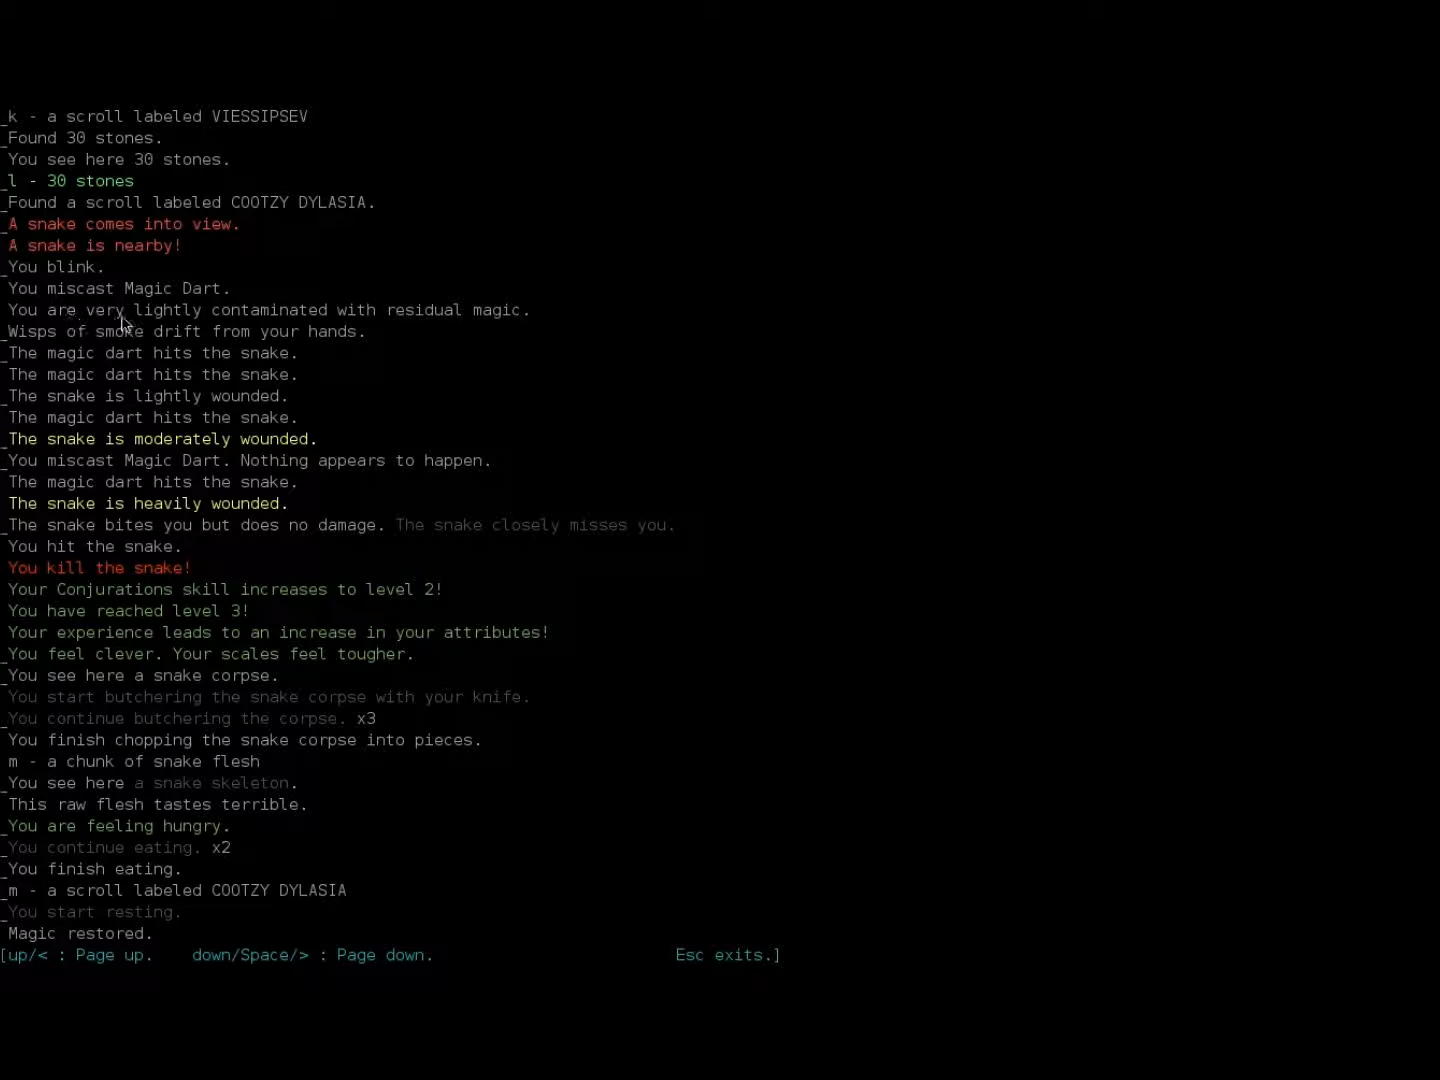 _k - a scroll labeled VIESSIPSEV
_Found 30 stones.
_You see here 30 stones.
_l - 30 stones
_Found a scroll labeled COOTZY DYLASIA.
_A snake comes into view.
A snake is nearby!
_You blink.
You miscast Magic Dart.
You are very lightly contaminated with residual magic.
_Wisps of smoke drift from your hands.
_The magic dart hits the snake.
The magic dart hits the snake.
_The snake is lightly wounded.
The magic dart hits the snake.
_The snake is moderately wounded.
_You miscast Magic Dart. Nothing appears to happen.
The magic dart hits the snake.
The snake is heavily wounded.
_The snake bites you but does no damage. The snake closely misses you.
You hit the snake.
You kill the snake!
Your Conjurations skill increases to level 2!
You have reached level 3!
Your experience leads to an increase in your attributes!
_You feel clever. Your scales feel tougher.
_You see here a snake corpse.
You start butchering the snake corpse with your knife.
_You continue butchering the corpse. x3
You finish chopping the snake corpse into pieces.
m - a chunk of snake flesh
_You see here a snake skeleton.
This raw flesh tastes terrible.
_You are feeling hungry.
_You continue eating. x2
_You finish eating.
_m - a scroll labeled COOTZY DYLASIA
_You start resting.
Magic restored.
[up/< : Page up.    down/Space/> : Page down.                         Esc exits.]